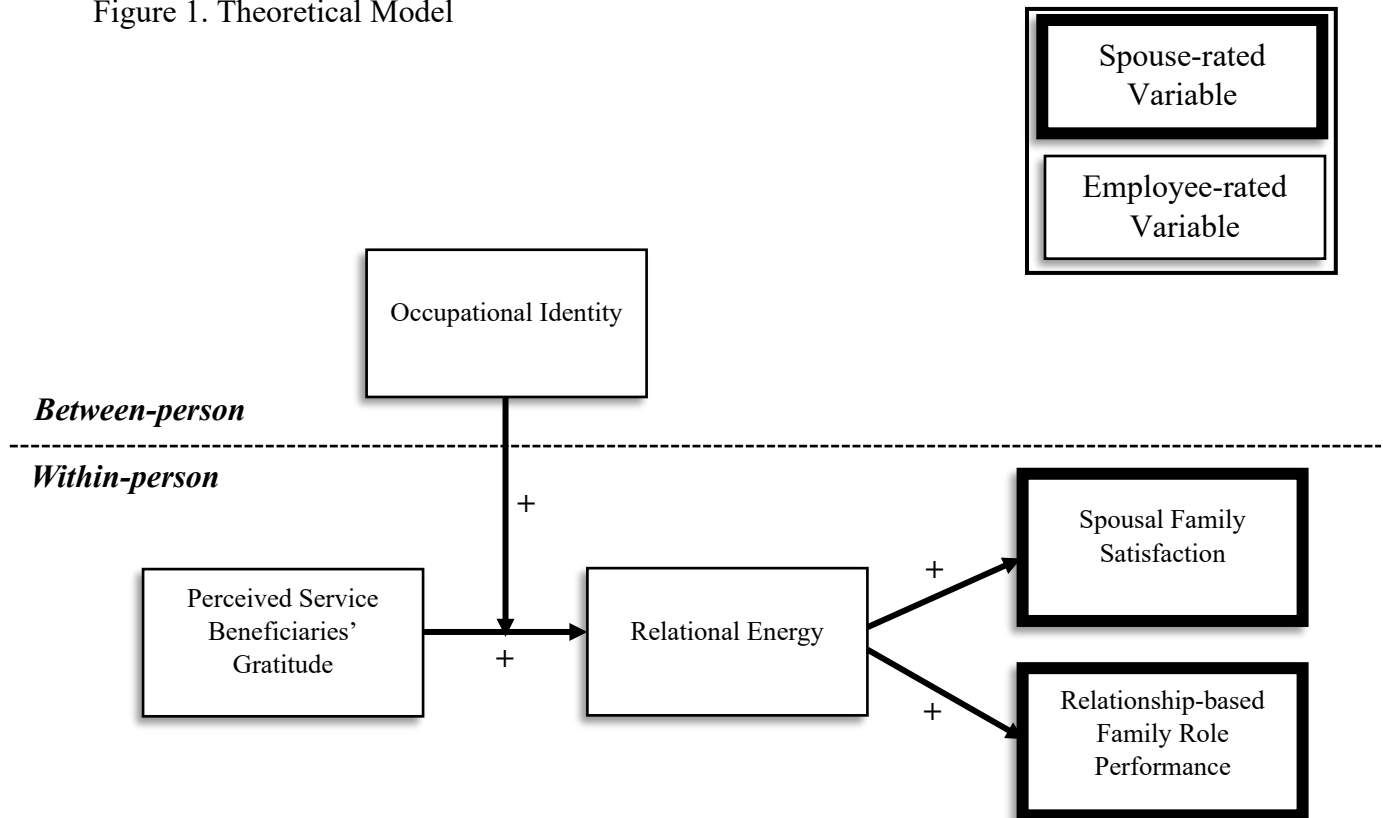 Figure 1. Theoretical Model
Spouse-rated
Variable
Employee-rated
Variable
Occupational Identity
Between-person
Within-person
+
Spousal Family
Satisfaction
+
Perceived Service
Beneficiaries’
Gratitude
Relational Energy
+
+
Relationship-based
Family Role
Performance